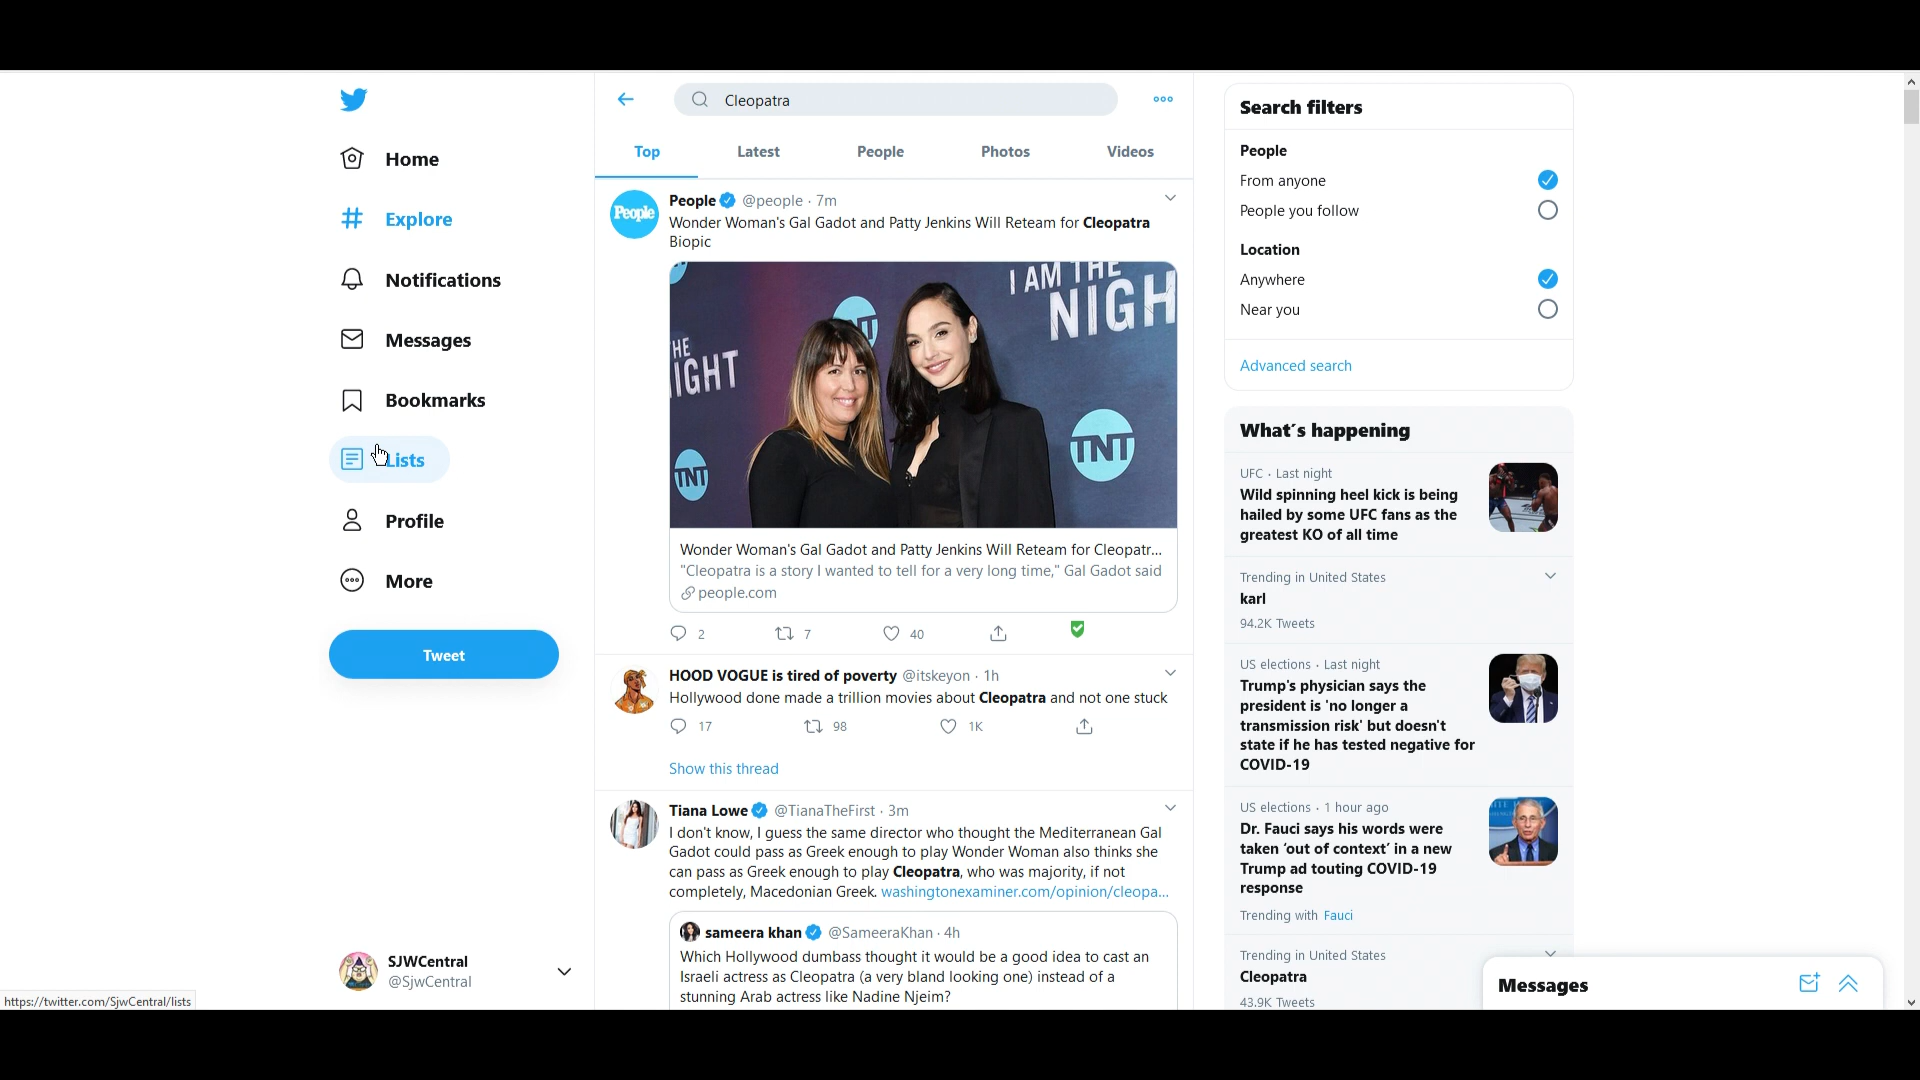 Home
Explore
Notifications
Messages
Bookmarks
Lists
Profile
More
Tweet
SJWCentral
@SjwCentral
https://twitter.com/SjwCentral/lists
Cleopatra
Top
Latest
People
Photos
Videos
People
People @people · 7m
Wonder Woman's Gal Gadot and Patty Jenkins Will Reteam for Cleopatra
Biopic
I AM THE
NIGH
HE
IGHT
TNT
TNT
Wonder Woman's Gal Gadot and Patty Jenkins Will Reteam for Cleopatr...
"Cleopatra is a story I wanted to tell for a very long time," Gal Gadot said
people.com
2 7 40
HOOD VOGUE is tired of poverty @itskeyon · 1h
Hollywood done made a trillion movies about Cleopatra and not one stuck
17 98 1K
Show this thread
Tiana Lowe @TianaTheFirst · 3m
I don't know, I guess the same director who thought the Mediterranean Gal
Gadot could pass as Greek enough to play Wonder Woman also thinks she
can pass as Greek enough to play Cleopatra, who was majority, if not
completely, Macedonian Greek. washingtonexaminer.com/opinion/cleopa...
sameera khan @SameeraKhan · 4h
Which Hollywood dumbass thought it would be a good idea to cast an
Israeli actress as Cleopatra (a very bland looking one) instead of a
stunning Arab actress like Nadine Njeim?
Search filters
People
From anyone
People you follow
Location
Anywhere
Near you
Advanced search
What's happening
UFC · Last night
Wild spinning heel kick is being
hailed by some UFC fans as the
greatest KO of all time
Trending in United States
karl
94.2K Tweets
US elections · Last night
Trump's physician says the
president is 'no longer a
transmission risk' but doesn't
state if he has tested negative for
COVID-19
US elections · 1 hour ago
Dr. Fauci says his words were
taken 'out of context' in a new
Trump ad touting COVID-19
response
Trending with Fauci
Trending in United States
Cleopatra
43.9K Tweets
Messages